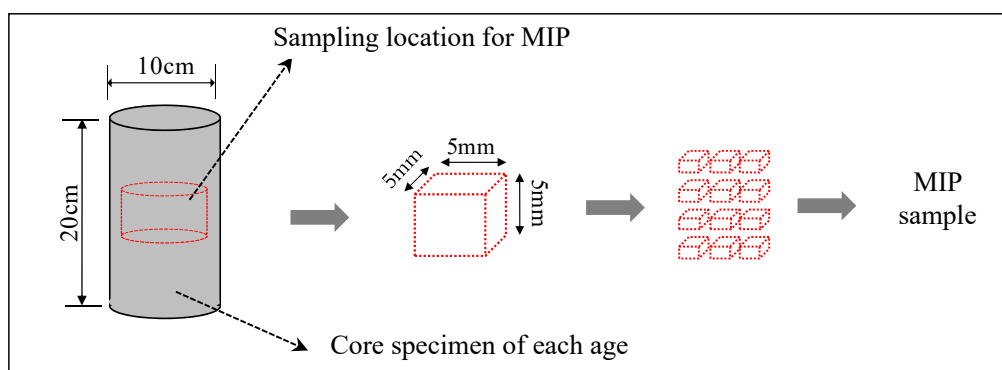 Sampling location for MIP
10cm
20cm
5mm
5mm
5mm
MIP
sample
Core specimen of each age